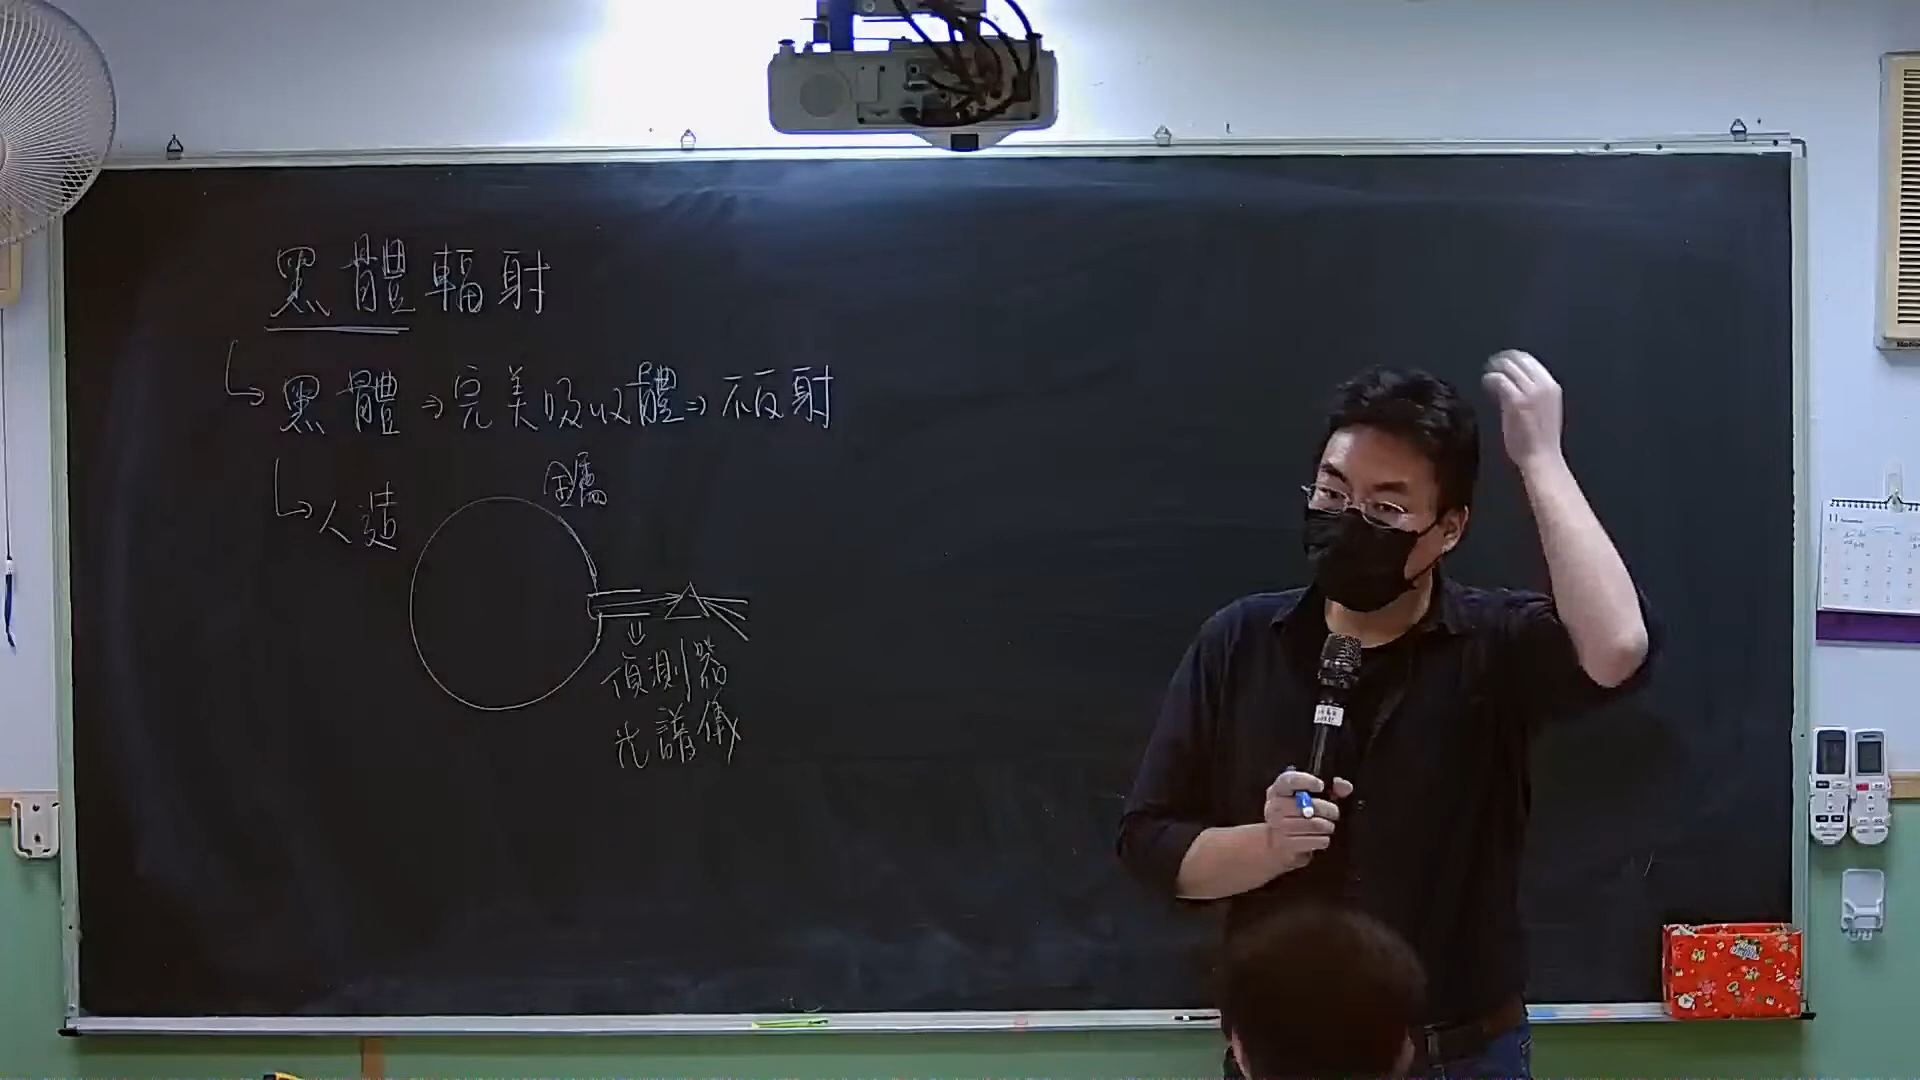 黑體輻射
↳黑體⇒完美吸收體⇒不反射
↳人造
金屬
⇓
偵測器
光譜儀
11